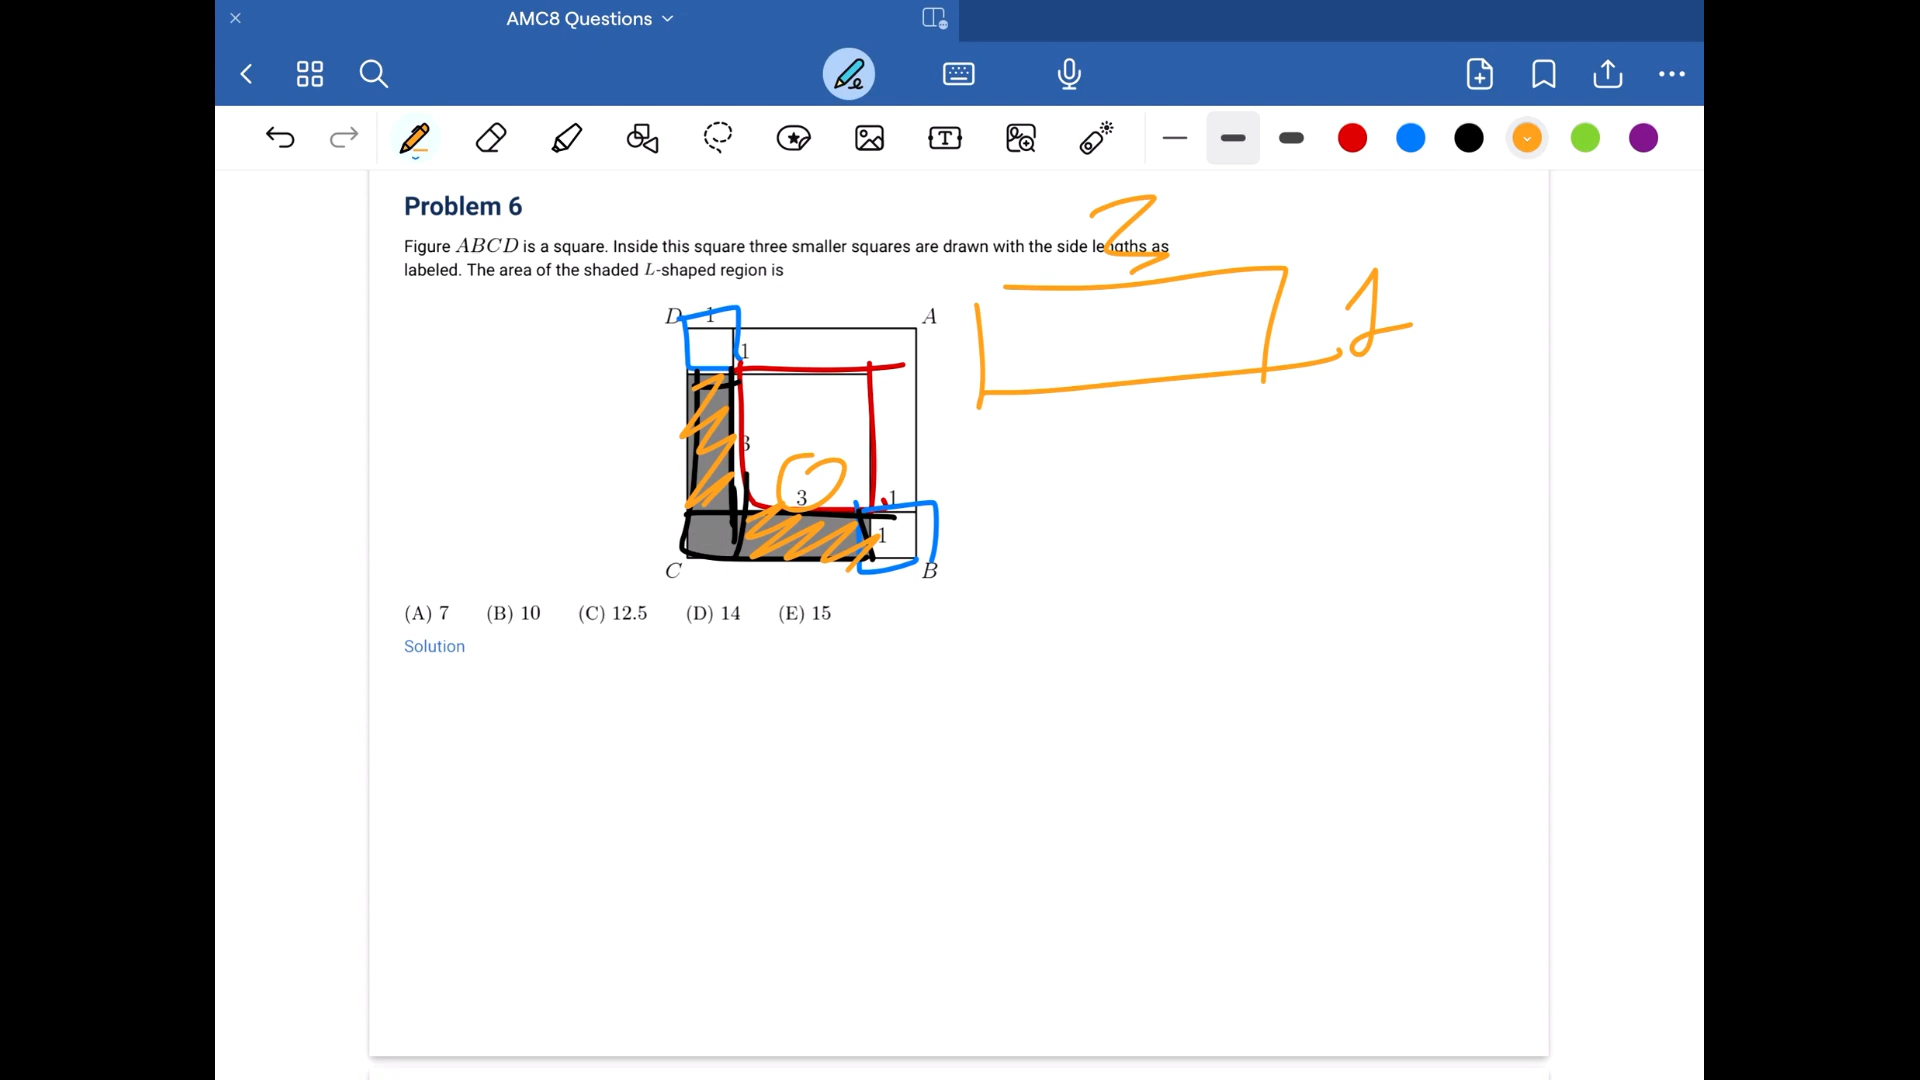 AMC8 Questions
Problem 6
3
Figure ABCD is a square. Inside this square three smaller squares are drawn with the side lengths as
labeled. The area of the shaded L-shaped region is
1
D 1 A
1
3
3 1
1
C B
(A) 7 (B) 10 (C) 12.5 (D) 14 (E) 15
Solution